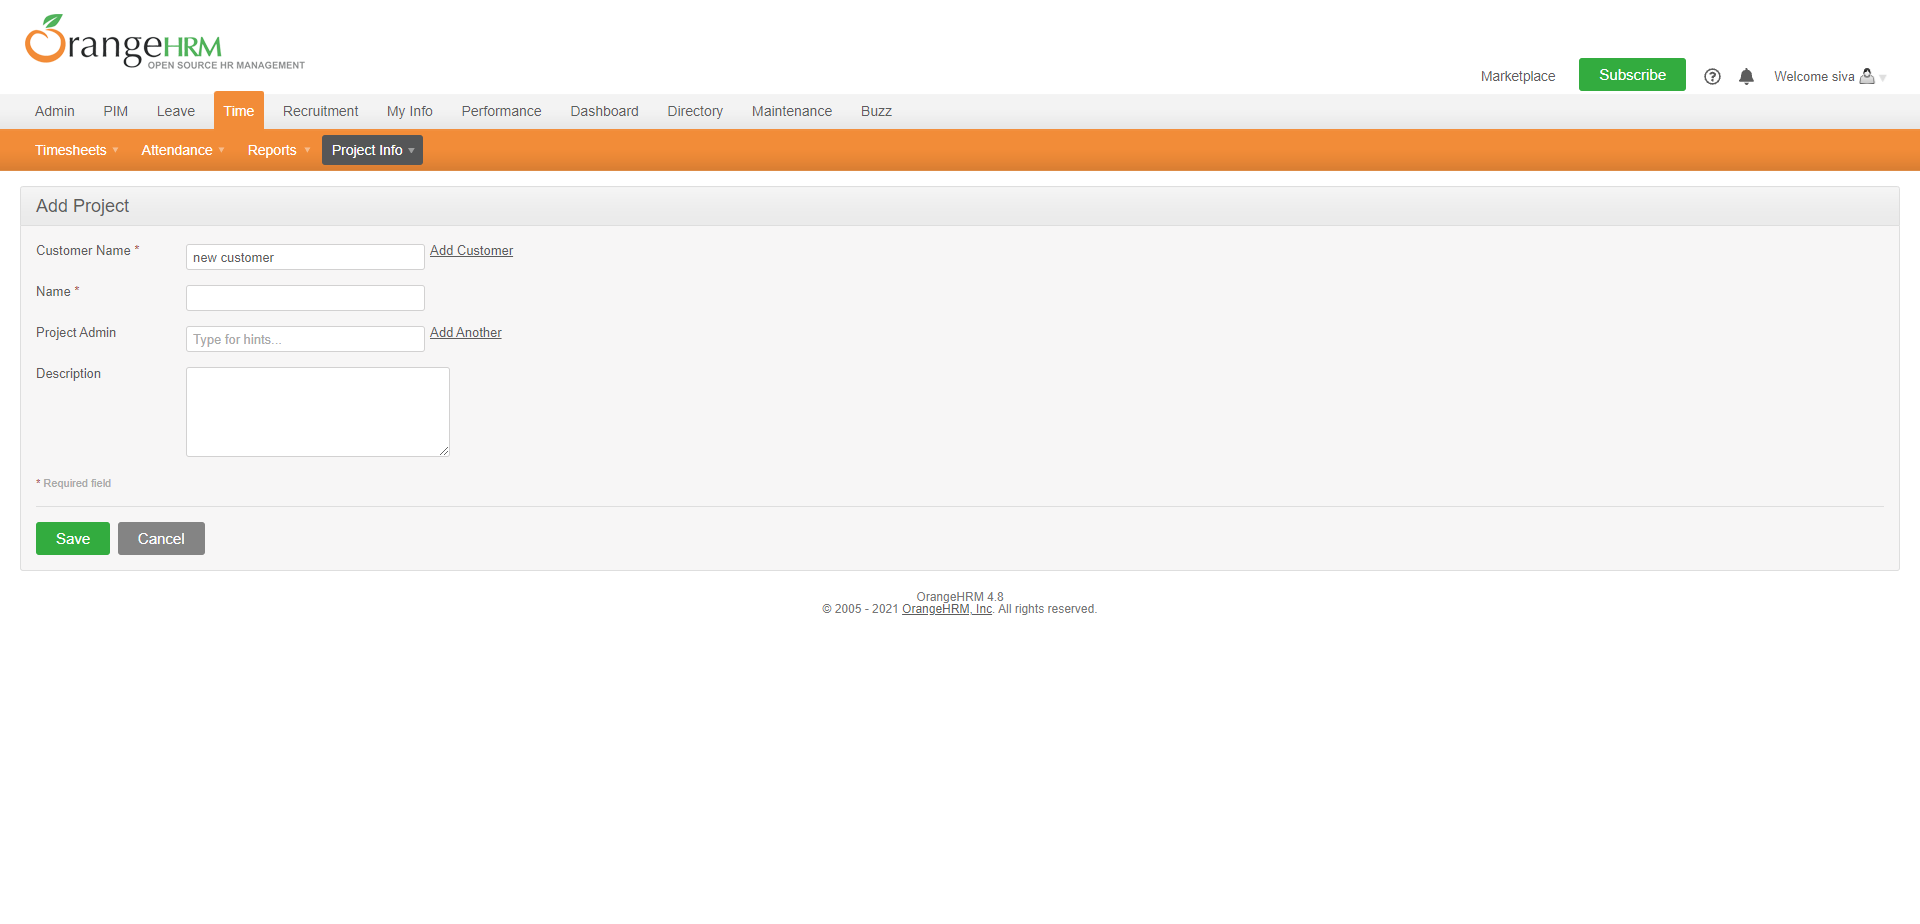 OrangeHRM
OPEN SOURCE HR MANAGEMENT
Marketplace Subscribe Welcome siva
Admin PIM Leave Time Recruitment My Info Performance Dashboard Directory Maintenance Buzz
Timesheets Attendance Reports Project Info
Add Project
Customer Name * new customer Add Customer
Name *
Project Admin Type for hints... Add Another
Description
* Required field
Save Cancel
OrangeHRM 4.8
© 2005 - 2021 OrangeHRM, Inc. All rights reserved.